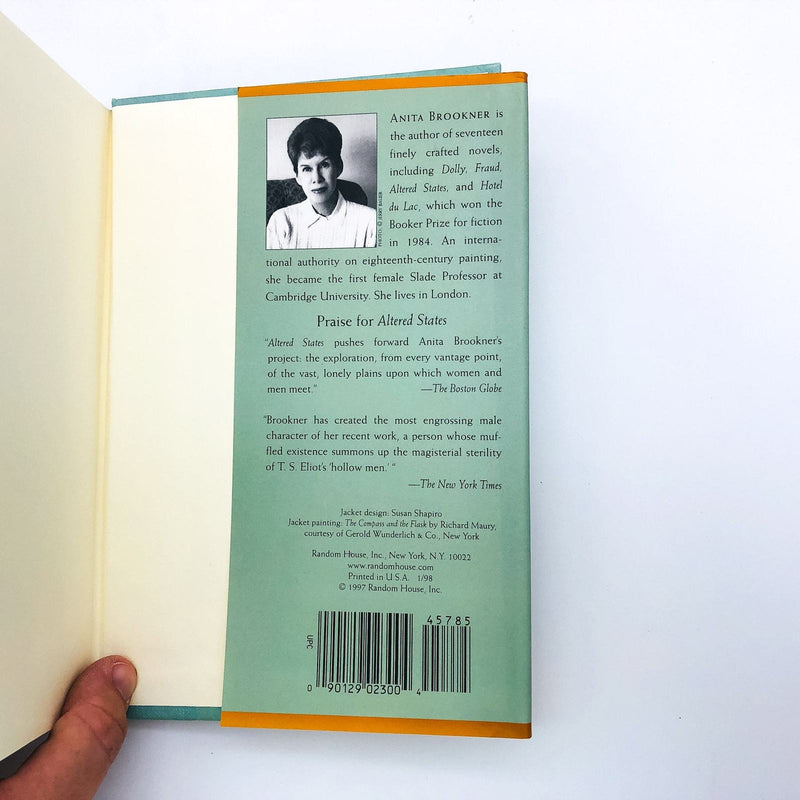 ANITA BROOKNER is
the author of seventeen
finely crafted novels,
including Dolly, Fraud,
Altered States, and Hotel
du Lac, which won the
Booker Prize for fiction
in 1984. An interna-
tional authority on eighteenth-century painting,
she became the first female Slade Professor at
Cambridge University. She lives in London.
PHOTO: © JERRY BAUER
Praise for Altered States
"Altered States pushes forward Anita Brookner's
project: the exploration, from every vantage point,
of the vast, lonely plains upon which women and
men meet." —The Boston Globe
"Brookner has created the most engrossing male
character of her recent work, a person whose muf-
fled existence summons up the magisterial sterility
of T. S. Eliot's 'hollow men.' "
—The New York Times
Jacket design: Susan Shapiro
Jacket painting: The Compass and the Flask by Richard Maury,
courtesy of Gerold Wunderlich & Co., New York
Random House, Inc., New York, N.Y. 10022
www.randomhouse.com
Printed in U.S.A. 1/98
© 1997 Random House, Inc.
45785
UPC
0 90129 02300 4